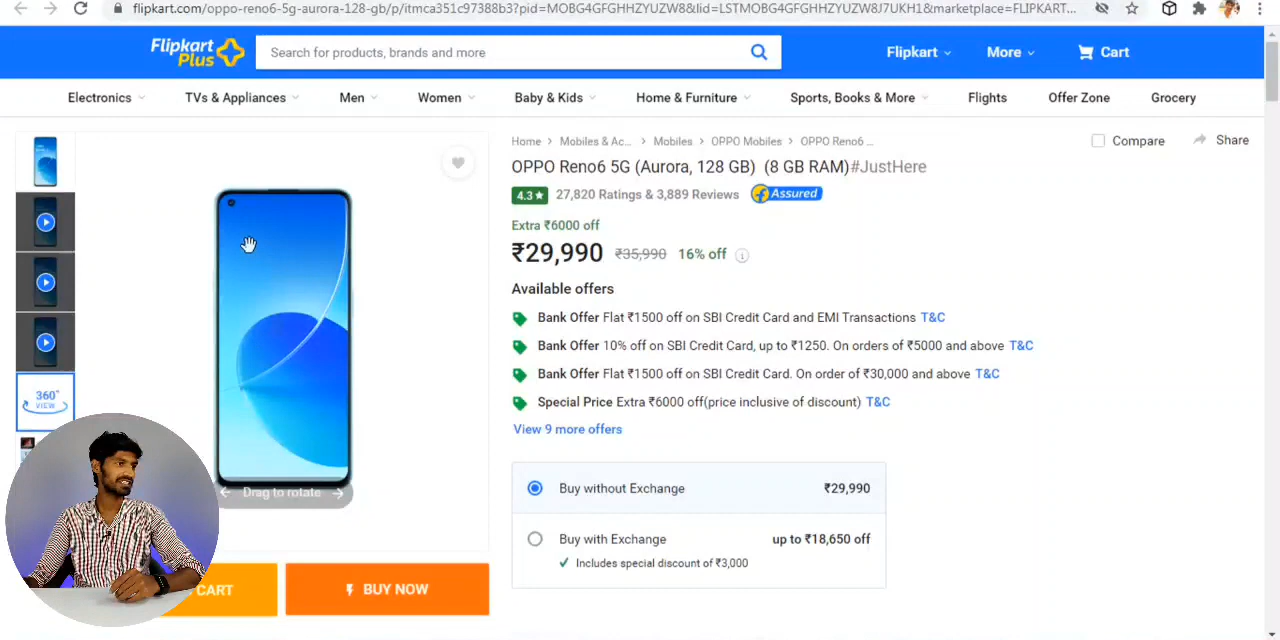 flipkart.com/oppo-reno6-5g-aurora-128-gb/p/itmca351c97388b3?pid=MOBG4GFGHHZYUZW8&lid=LSTMOBG4GFGHHZYUZW8J7UKH1&marketplace=FLIPKART...
Flipkart
Plus
Search for products, brands and more
Flipkart
More
Cart
Electronics
TVs & Appliances
Men
Women
Baby & Kids
Home & Furniture
Sports, Books & More
Flights
Offer Zone
Grocery
Home > Mobiles & Ac... > Mobiles > OPPO Mobiles > OPPO Reno6 ...
Compare
Share
OPPO Reno6 5G (Aurora, 128 GB) (8 GB RAM)#JustHere
4.3★ 27,820 Ratings & 3,889 Reviews Assured
Extra ₹6000 off
₹29,990 ₹35,990 16% off
Available offers
Bank Offer Flat ₹1500 off on SBI Credit Card and EMI Transactions T&C
Bank Offer 10% off on SBI Credit Card, up to ₹1250. On orders of ₹5000 and above T&C
Bank Offer Flat ₹1500 off on SBI Credit Card. On order of ₹30,000 and above T&C
Special Price Extra ₹6000 off(price inclusive of discount) T&C
View 9 more offers
Buy without Exchange ₹29,990
Buy with Exchange up to ₹18,650 off
✓ Includes special discount of ₹3,000
360°
VIEW
Drag to rotate
CART
BUY NOW